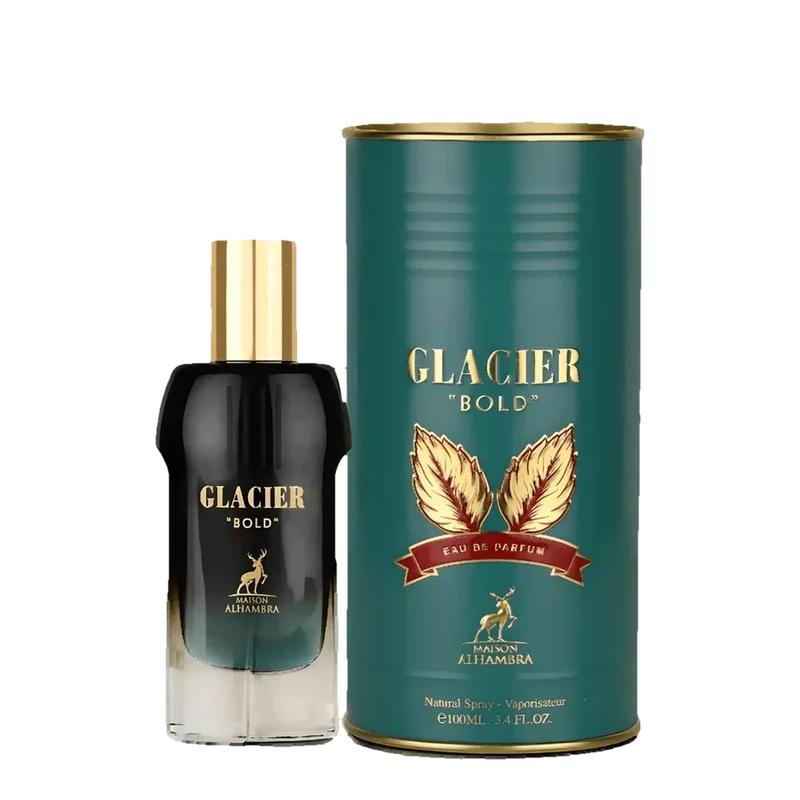 GLACIER
"BOLD"
MAISON
ALHAMBRA
GLACIER
"BOLD"
EAU DE PARFUM
MAISON
ALHAMBRA
Natural Spray - Vaporisateur
℮100ML. 3.4 FL.OZ.